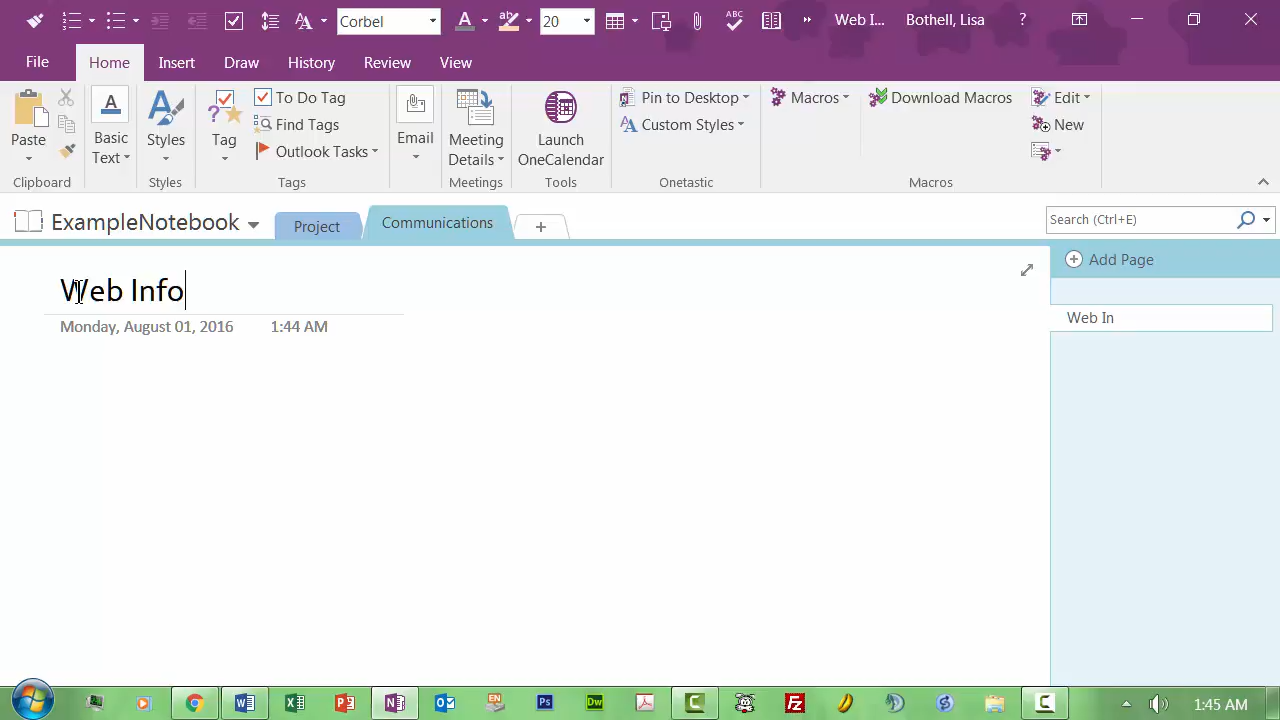 Corbel
20
Web I...
Bothell, Lisa
?
File
Home
Insert
Draw
History
Review
View
Paste
Clipboard
Basic
Text
Styles
Styles
Tag
To Do Tag
Find Tags
Outlook Tasks
Tags
Email
Meeting
Details
Meetings
Launch
OneCalendar
Tools
Pin to Desktop
Custom Styles
Onetastic
Macros
Download Macros
Edit
New
Macros
ExampleNotebook
Project
Communications
+
Search (Ctrl+E)
Add Page
Web Info
Web In
Monday, August 01, 2016 1:44 AM
1:45 AM